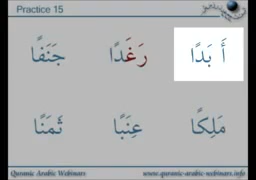 Practice 15
أَ بَدًا رَغَدًا جَنَفًا
مَلِكًا عِنَبًا ثَمَنًا
Quranic Arabic Webinars www.quranic-arabic-webinars.info